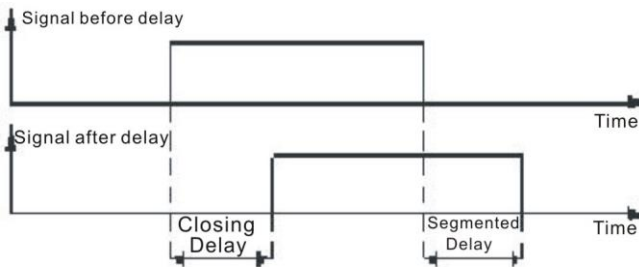 Signal before delay
Time
Signal after delay
Closing
Delay
Segmented
Delay
Time